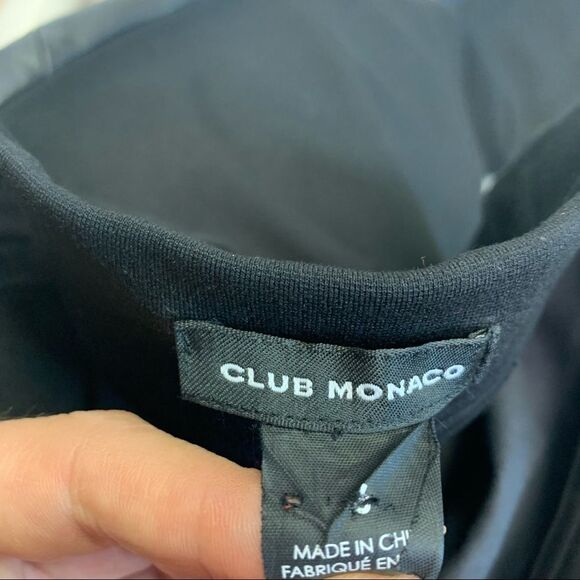 CLUB MONACO
MADE IN CHI
FABRIQUÉ EN